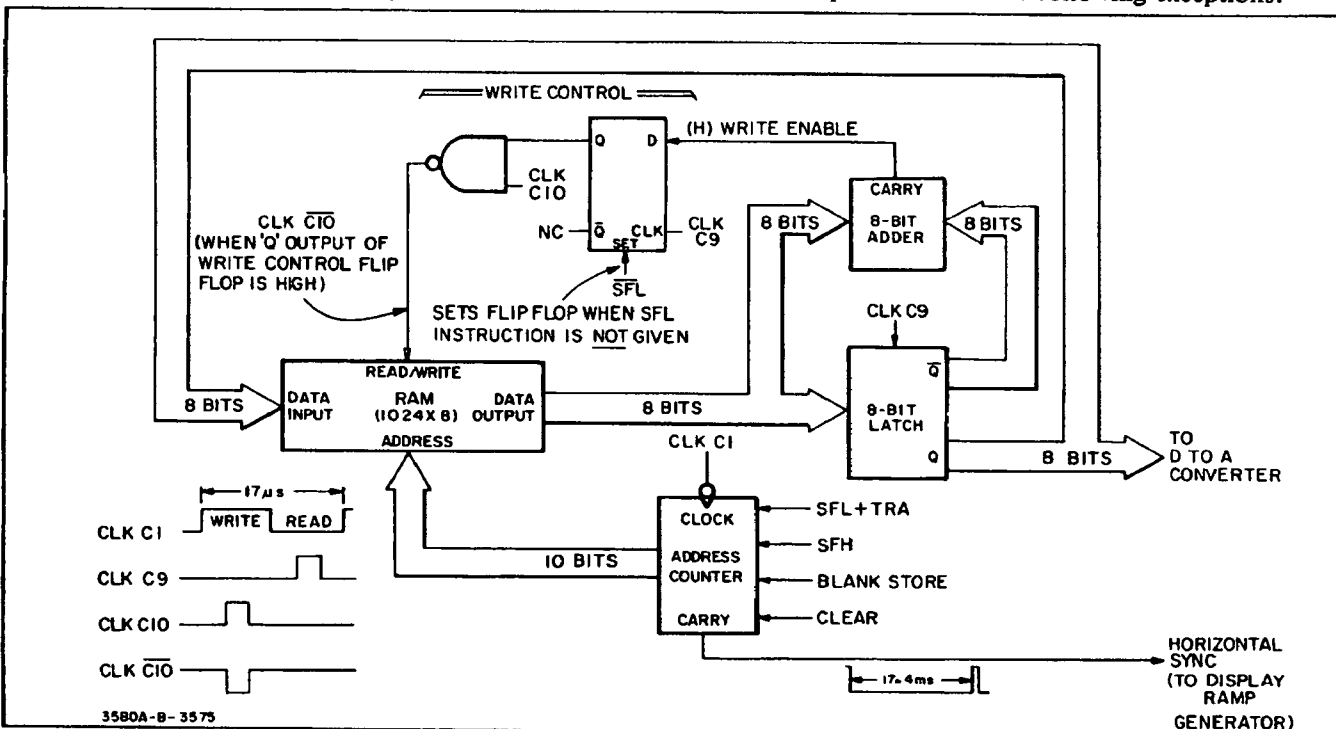 ing exceptions.
WRITE CONTROL
(H) WRITE ENABLE
Q D
CLK
C10
NC
Q̅ CLK
SET
CLK
C9
S̅F̅L̅
CLK C̅1̅0̅
(WHEN 'Q' OUTPUT OF
WRITE CONTROL FLIP
FLOP IS HIGH)
SETS FLIP FLOP WHEN SFL
INSTRUCTION IS NOT GIVEN
8 BITS
CARRY
8-BIT
ADDER
8 BITS
CLK C9
Q̅
8-BIT
LATCH
Q
8 BITS
TO
D TO A
CONVERTER
8 BITS
READ/WRITE
DATA
INPUT
RAM
(1024X8)
DATA
OUTPUT
ADDRESS
8 BITS
CLK C1
CLOCK
ADDRESS
COUNTER
CARRY
SFL+TRA
SFH
BLANK STORE
CLEAR
10 BITS
17µs
CLK C1
WRITE READ
CLK C9
CLK C10
CLK C̅1̅0̅
17.4ms
HORIZONTAL
SYNC
(TO DISPLAY
RAMP
GENERATOR)
3580A-B-3575